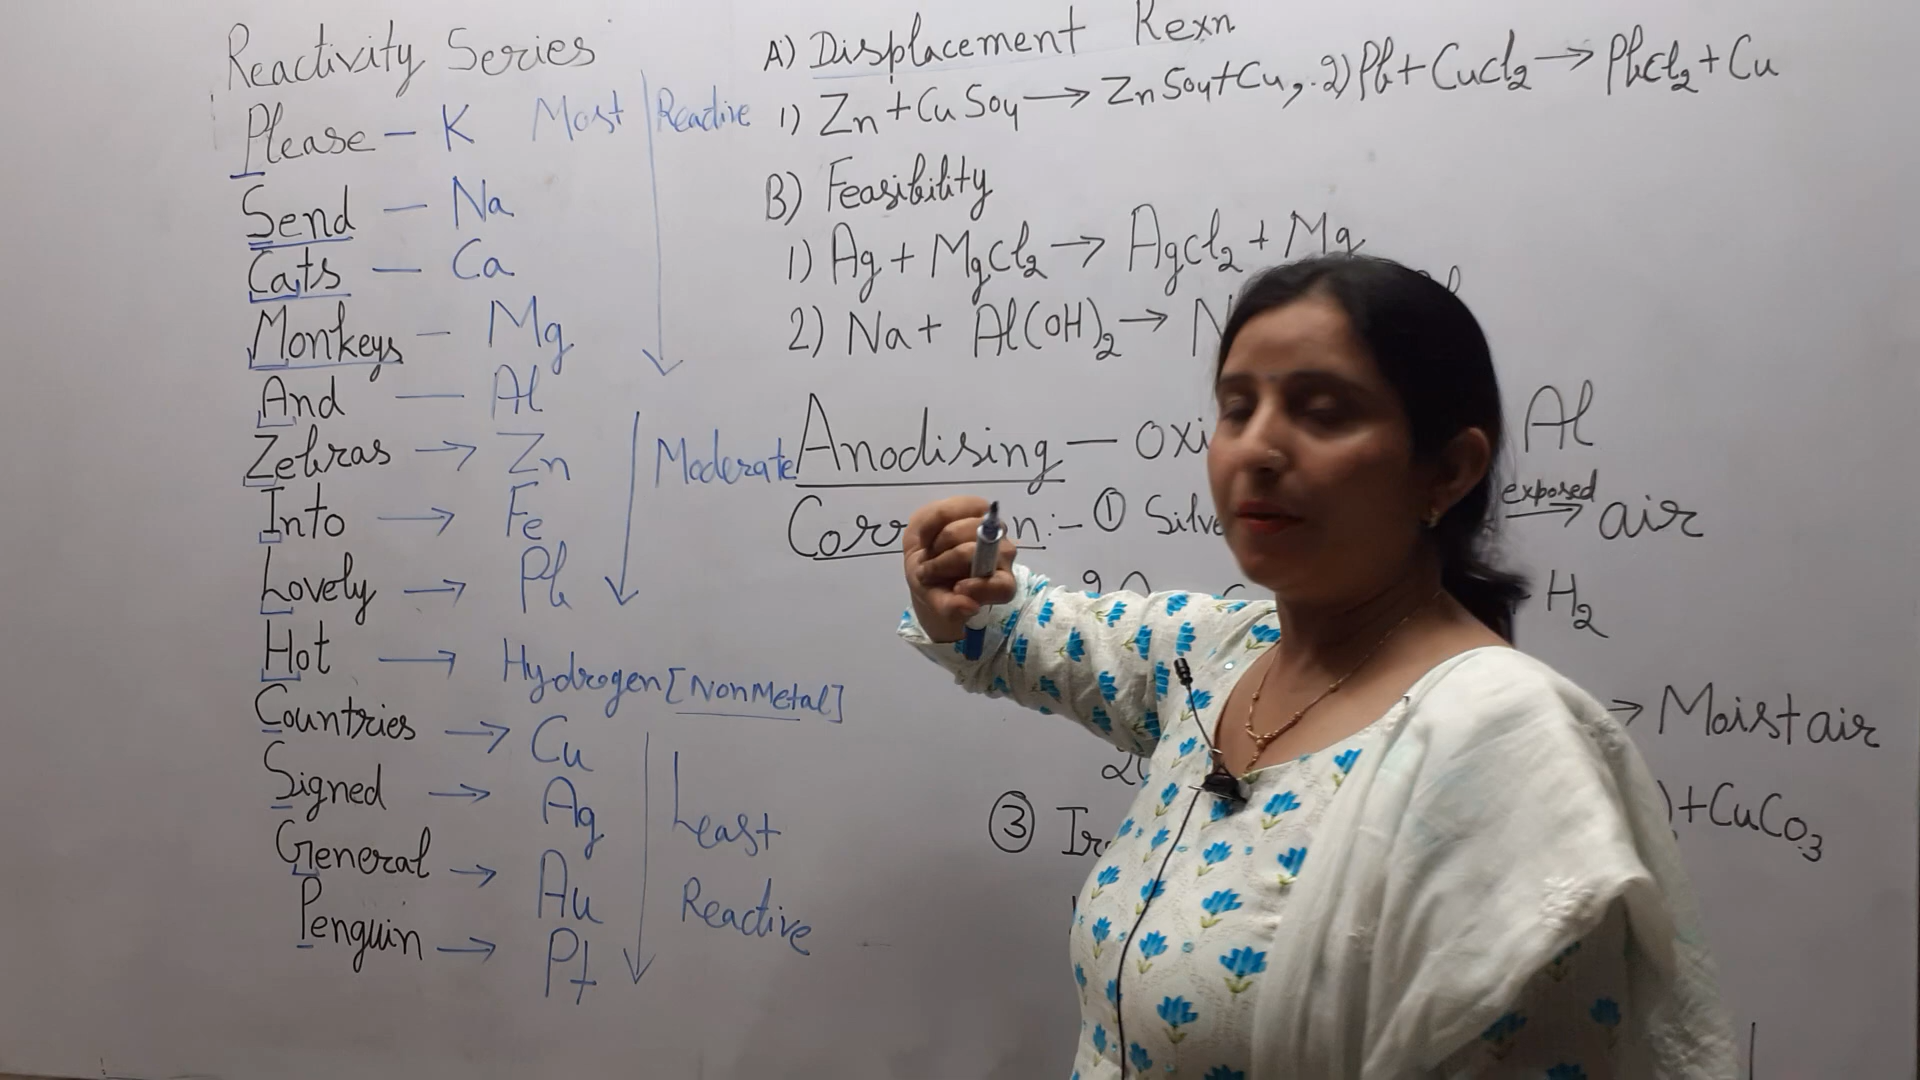 Reactivity Series
Please — K Most Reactive
Send — Na
Cats — Ca
Monkeys — Mg
And — Al
Zebras → Zn Moderate
Into → Fe
Lovely → Pb
Hot → Hydrogen [NonMetal]
Countries → Cu
Signed → Ag Least
General → Au Reactive
Penguin → Pt
A) Displacement Rexn
1) Zn + CuSO4 → ZnSO4 + Cu, 2) Pb + CuCl2 → PbCl2 + Cu
B) Feasibility
1) Ag + MgCl2 → AgCl2 + Mg
2) Na + Al(OH)2 →
Anodising — Al
:- ① exposed → air
H2
→ Moist air
+ CuCO3
③